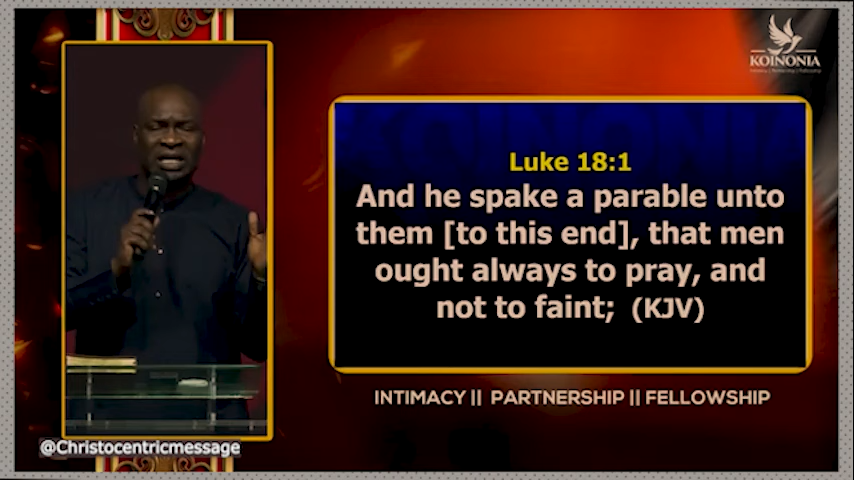 KOINONIA
Luke 18:1
And he spake a parable unto
them [to this end], that men
ought always to pray, and
not to faint; (KJV)
INTIMACY || PARTNERSHIP || FELLOWSHIP
@Christocentricmessage